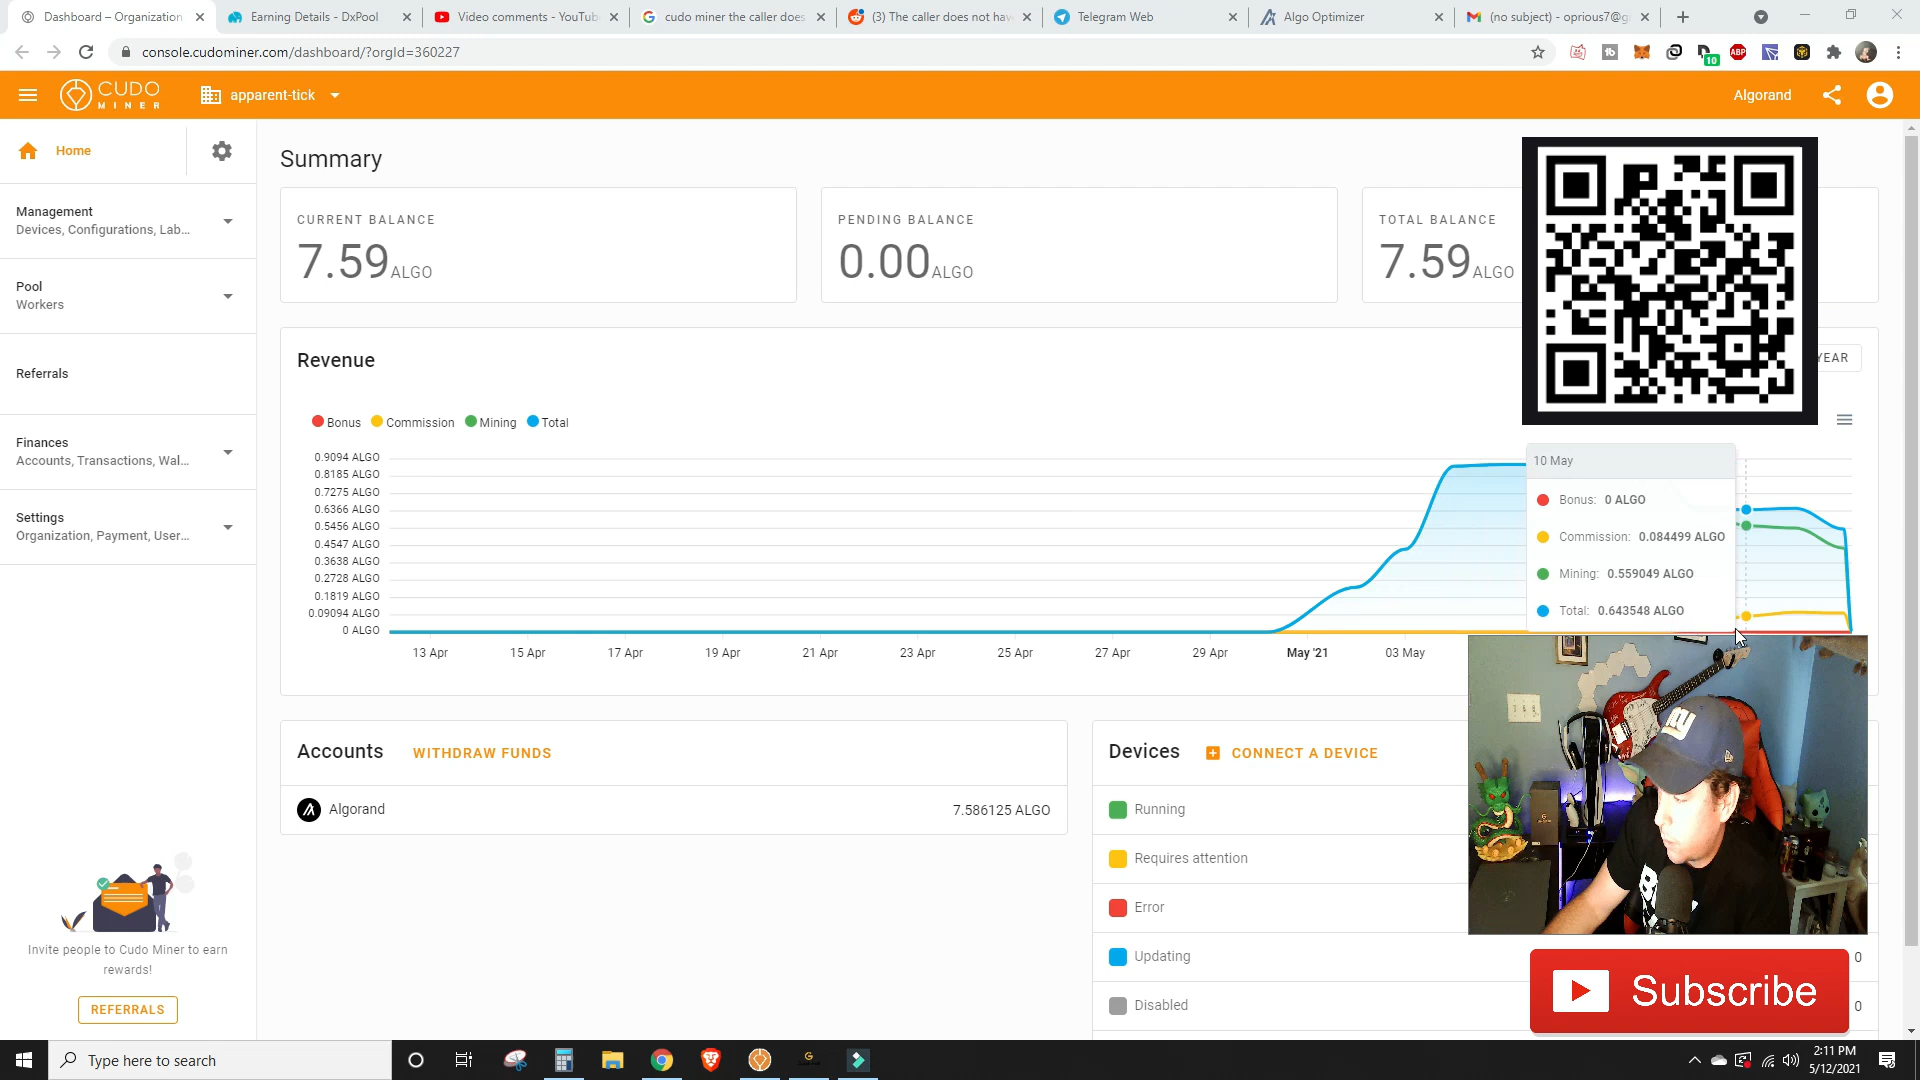 Dashboard – Organization
Earning Details - DxPool
Video comments - YouTub
cudo miner the caller does
(3) The caller does not hav
Telegram Web
Algo Optimizer
(no subject) - oprious7@g
console.cudominer.com/dashboard/?orgId=360227
tb
10
ABP
CUDO
MINER
apparent-tick
Algorand
Home
Management
Devices, Configurations, Lab...
Pool
Workers
Referrals
Finances
Accounts, Transactions, Wal...
Settings
Organization, Payment, User...
Invite people to Cudo Miner to earn
rewards!
REFERRALS
Summary
CURRENT BALANCE
7.59 ALGO
PENDING BALANCE
0.00 ALGO
TOTAL BALANCE
7.59 ALGO
Revenue
YEAR
Bonus Commission Mining Total
0.9094 ALGO
0.8185 ALGO
0.7275 ALGO
0.6366 ALGO
0.5456 ALGO
0.4547 ALGO
0.3638 ALGO
0.2728 ALGO
0.1819 ALGO
0.09094 ALGO
0 ALGO
13 Apr 15 Apr 17 Apr 19 Apr 21 Apr 23 Apr 25 Apr 27 Apr 29 Apr May '21 03 May
10 May
Bonus: 0 ALGO
Commission: 0.084499 ALGO
Mining: 0.559049 ALGO
Total: 0.643548 ALGO
Accounts WITHDRAW FUNDS
Algorand 7.586125 ALGO
Devices CONNECT A DEVICE
Running
Requires attention
Error
Updating 0
Disabled 0
Subscribe
Type here to search
2:11 PM
5/12/2021